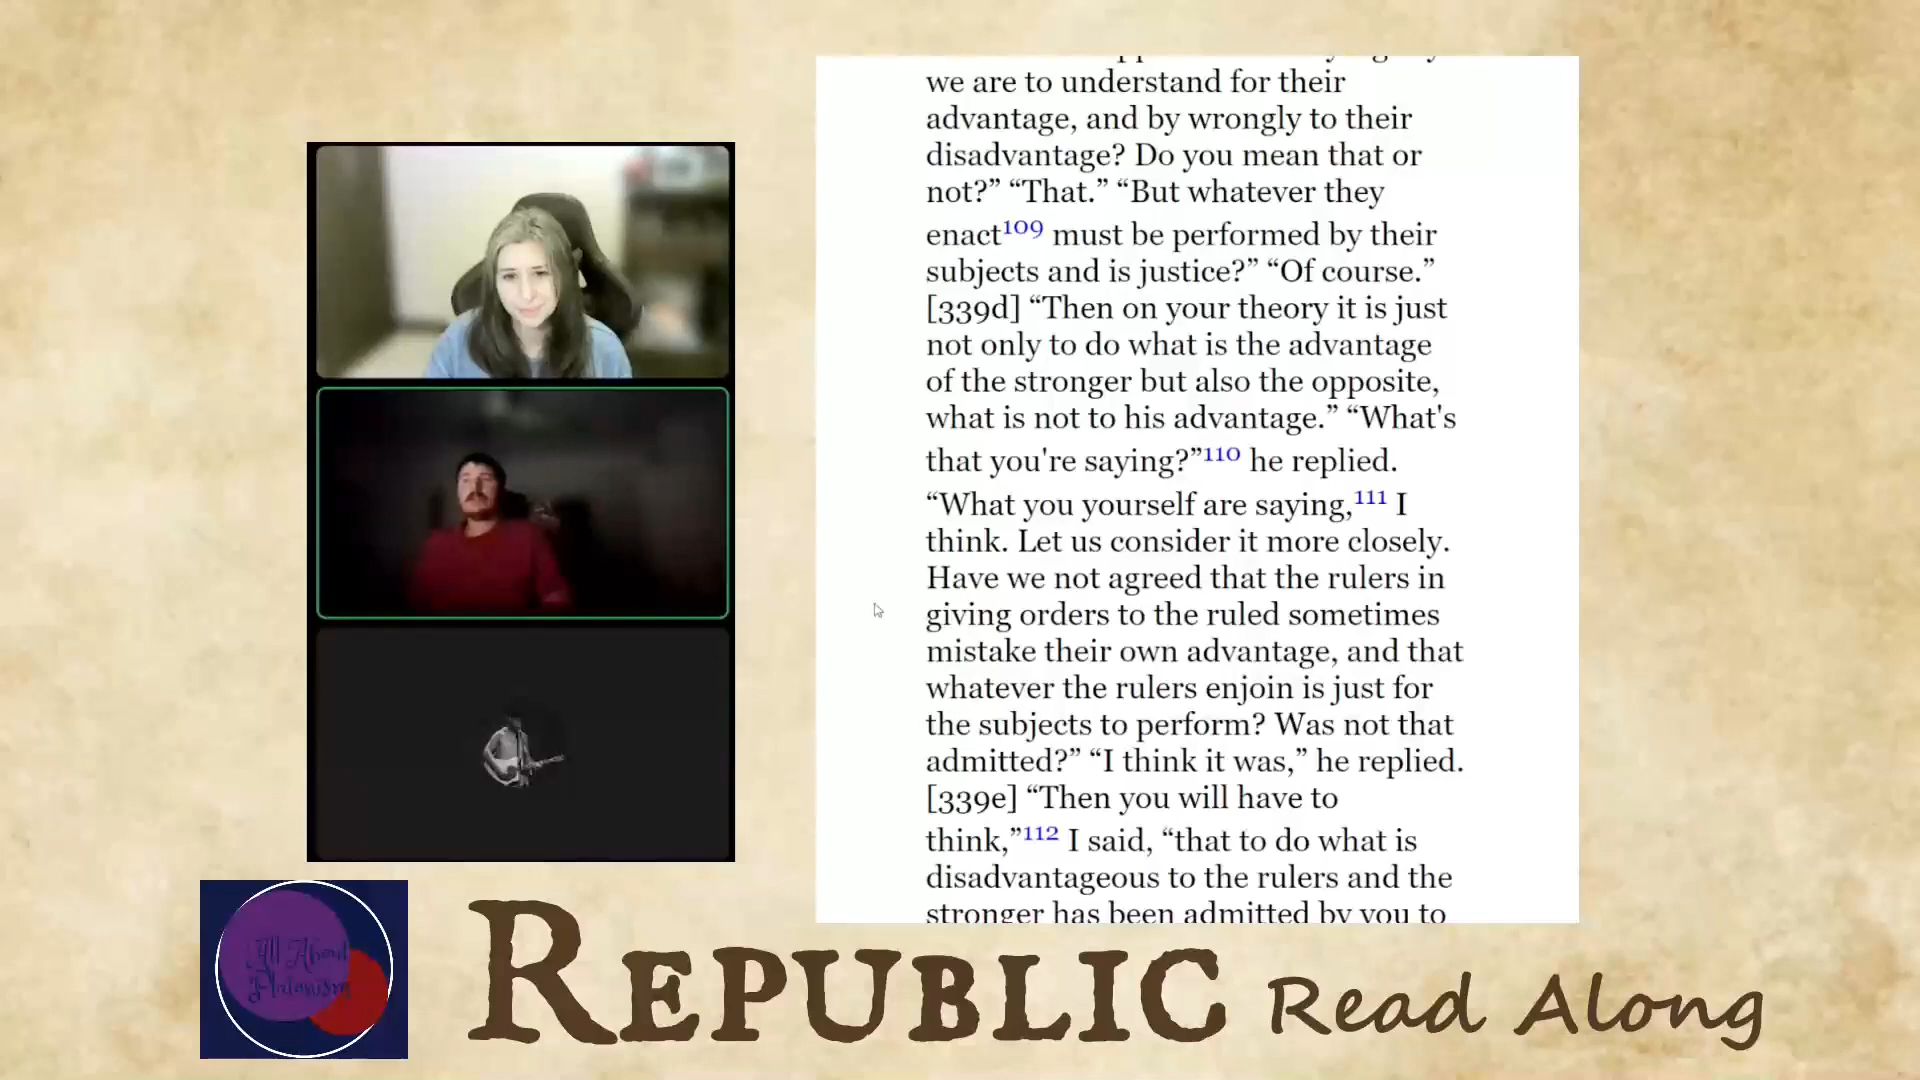 we are to understand for their
advantage, and by wrongly to their
disadvantage? Do you mean that or
not?” “That.” “But whatever they
enact109 must be performed by their
subjects and is justice?” “Of course.”
[339d] “Then on your theory it is just
not only to do what is the advantage
of the stronger but also the opposite,
what is not to his advantage.” “What's
that you're saying?”110 he replied.
“What you yourself are saying,111 I
think. Let us consider it more closely.
Have we not agreed that the rulers in
giving orders to the ruled sometimes
mistake their own advantage, and that
whatever the rulers enjoin is just for
the subjects to perform? Was not that
admitted?” “I think it was,” he replied.
[339e] “Then you will have to
think,”112 I said, “that to do what is
disadvantageous to the rulers and the
stronger has been admitted by you to
All About
Platonism
REPUBLIC Read Along